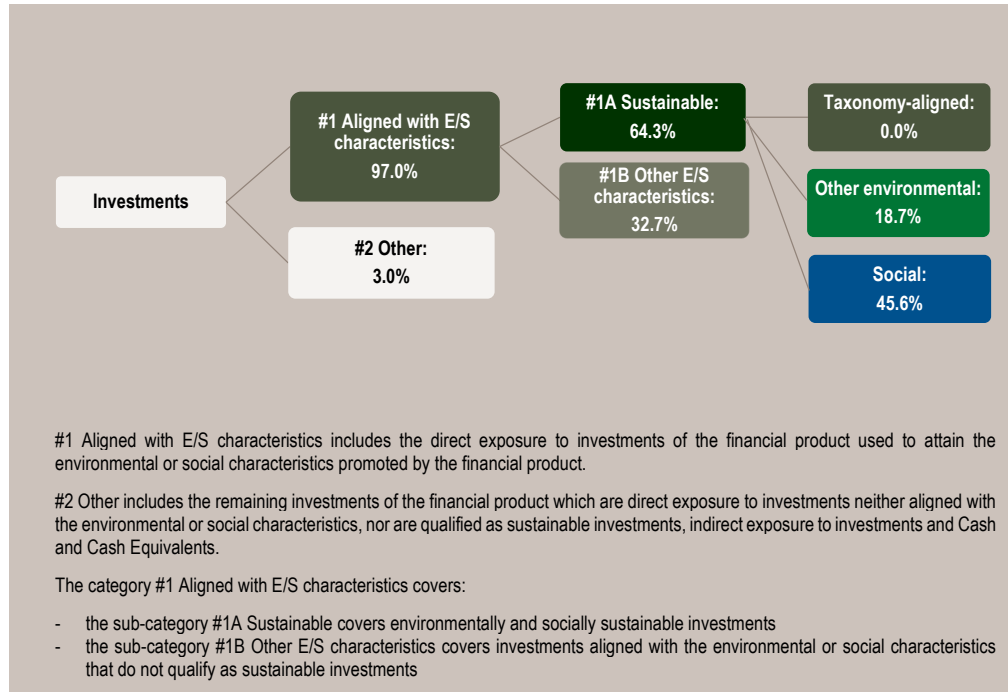 #1A Sustainable:
64.3%
Taxonomy-aligned:
0.0%
#1 Aligned with E/S
characteristics:
97.0%
#1B Other E/S
characteristics:
32.7%
Other environmental:
18.7%
Investments
#2 Other:
3.0%
Social:
45.6%
#1 Aligned with E/S characteristics includes the direct exposure to investments of the financial product used to attain the
environmental or social characteristics promoted by the financial product.
#2 Other includes the remaining investments of the financial product which are direct exposure to investments neither aligned with
the environmental or social characteristics, nor are qualified as sustainable investments, indirect exposure to investments and Cash
and Cash Equivalents.
The category #1 Aligned with E/S characteristics covers:
- the sub-category #1A Sustainable covers environmentally and socially sustainable investments
- the sub-category #1B Other E/S characteristics covers investments aligned with the environmental or social characteristics
that do not qualify as sustainable investments